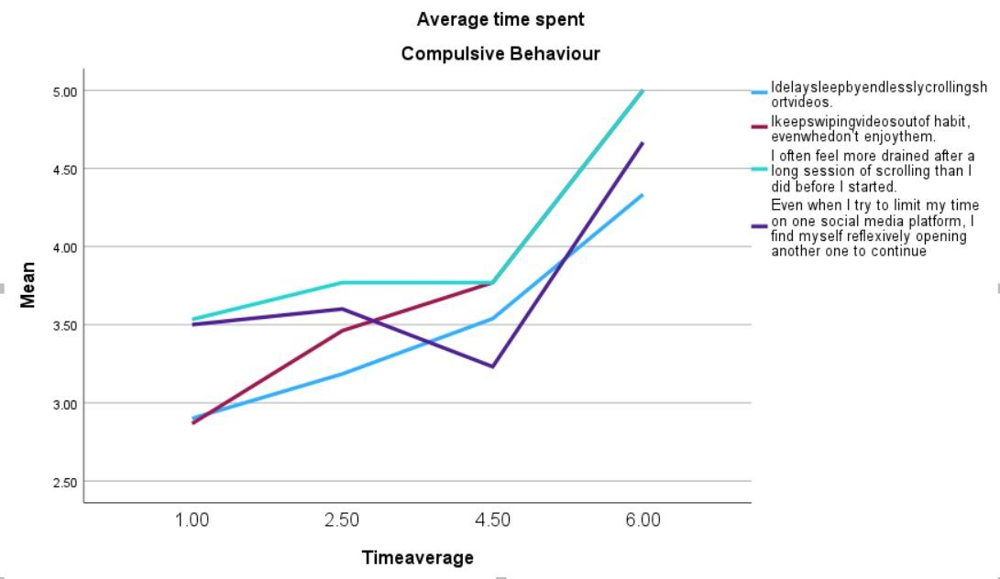 Average time spent
Compulsive Behaviour
5.00
4.50
4.00
3.50
3.00
2.50
Mean
1.00 2.50 4.50 6.00
Timeaverage
Idelaysleepbyendlesslycrollingsh
ortvideos.
Ikeepswipingvideosoutof habit,
evenwhedon't enjoythem.
I often feel more drained after a
long session of scrolling than I
did before I started.
Even when I try to limit my time
on one social media platform, I
find myself reflexively opening
another one to continue